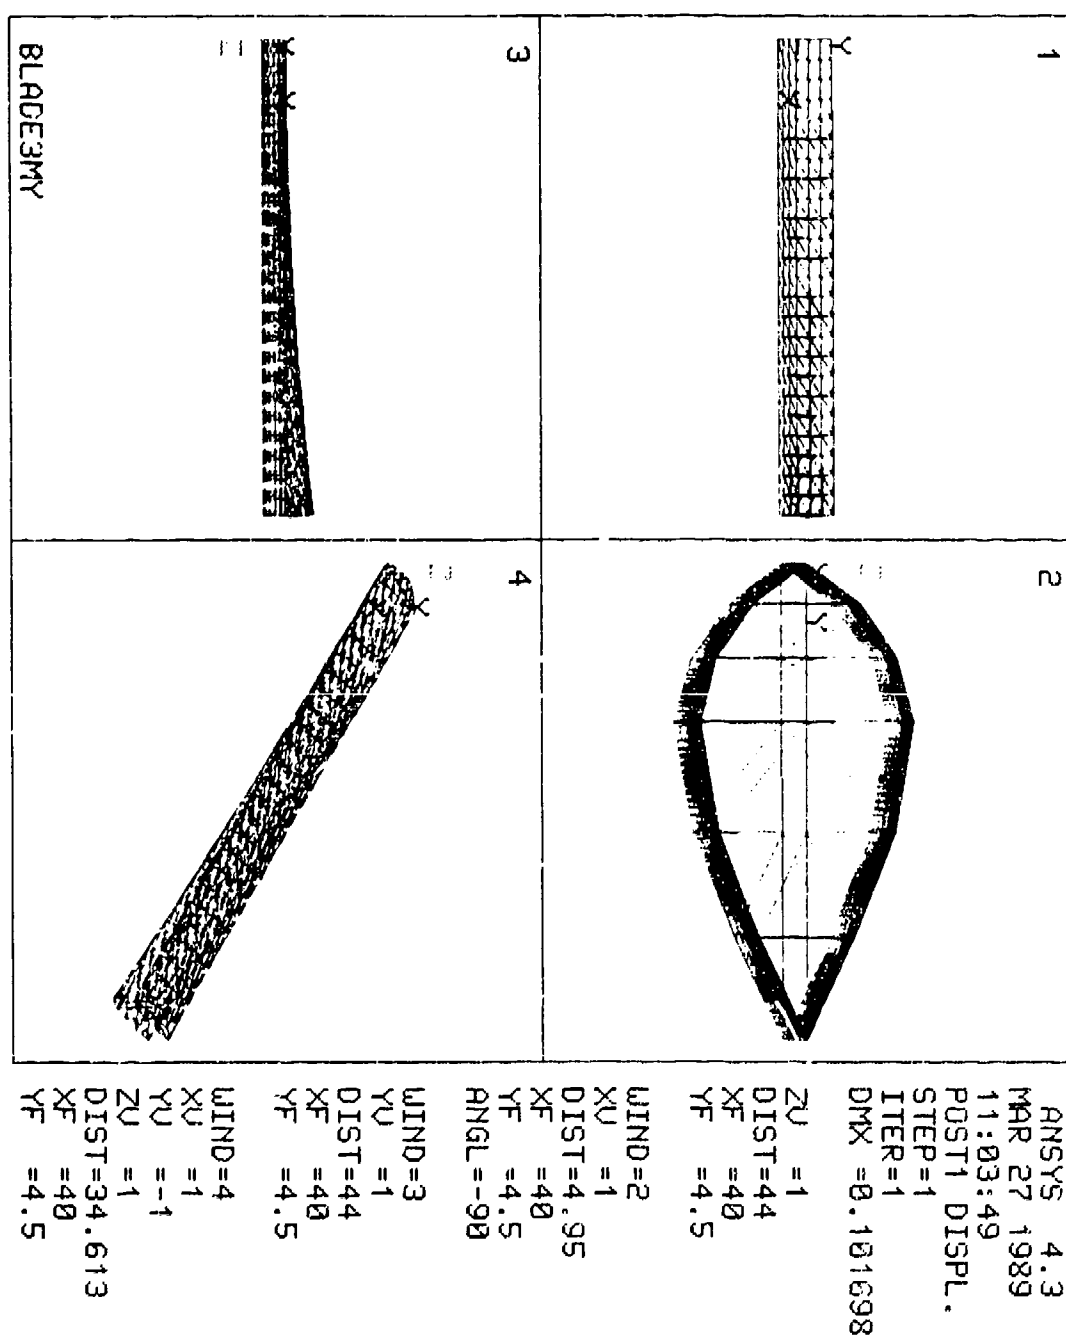 1
2
3
4
BLADE3MY
ANSYS 4.3
MAR 27 1989
11:03:49
POST1 DISPL.
STEP=1
ITER=1
DMX =0.101698
ZV =1
DIST=44
XF =40
YF =4.5
WIND=2
XV =1
DIST=4.95
XF =40
YF =4.5
ANGL=-90
WIND=3
YV =1
DIST=44
XF =40
YF =4.5
WIND=4
XV =1
YV =-1
ZV =1
DIST=34.613
XF =40
YF =4.5